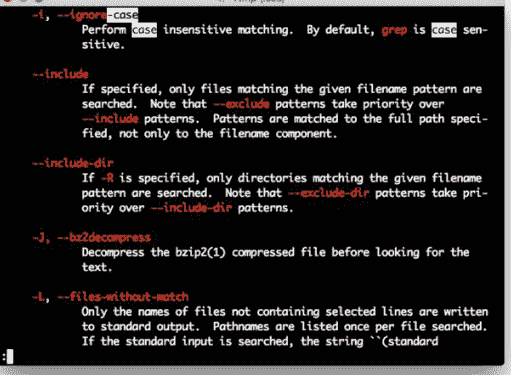 -i, --ignore-case
Perform case insensitive matching. By default, grep is case sen-
sitive.
--include
If specified, only files matching the given filename pattern are
searched. Note that --exclude patterns take priority over
--include patterns. Patterns are matched to the full path speci-
fied, not only to the filename component.
--include-dir
If -R is specified, only directories matching the given filename
pattern are searched. Note that --exclude-dir patterns take pri-
ority over --include-dir patterns.
-J, --bz2decompress
Decompress the bzip2(1) compressed file before looking for the
text.
-L, --files-without-match
Only the names of files not containing selected lines are written
to standard output. Pathnames are listed once per file searched.
If the standard input is searched, the string ``(standard
: